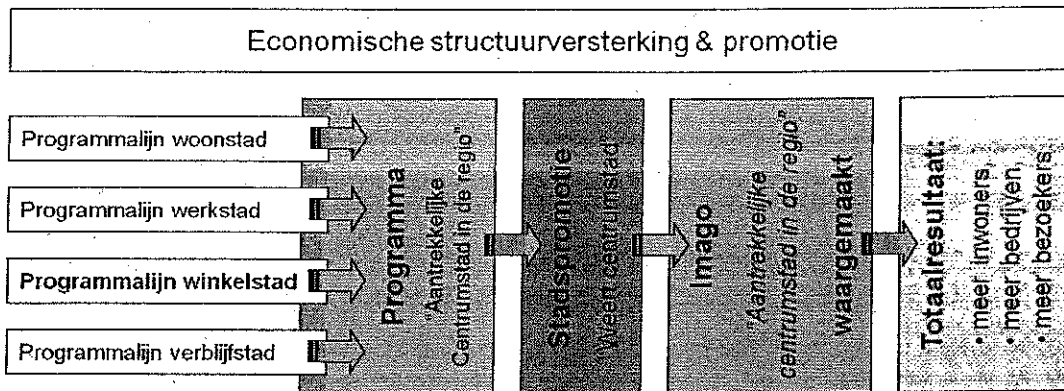 Economische structuurversterking & promotie
Programmalijn woonstad
Programmalijn werkstad
Programmalijn winkelstad
Programmalijn verblijfstad
Programma
"Aantrekkelijke
Centrumstad in de regio"
Stadspromotie
"Veen centrumstad"
Imago
"Aantrekkelijke
centrumstad in de regio"
waargemaakt
Totaalresultaat:
• meer inwoners,
• meer bedrijven,
• meer bezoekers.